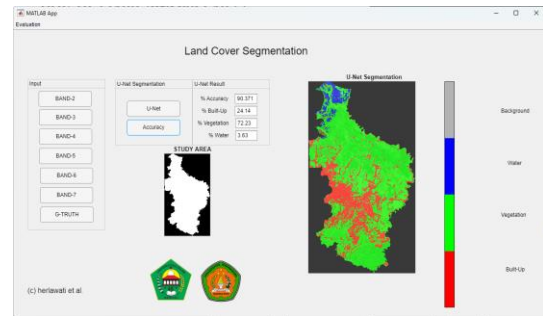 MATLAB App
Evaluation
Land Cover Segmentation
Input
BAND-2
BAND-3
BAND-4
BAND-5
BAND-6
BAND-7
G-TRUTH
U-Net Segmentation
U-Net
Accuracy
U-Net Result
% Accuracy 90.371
% Built-Up 24.14
% Vegetation 72.23
% Water 3.63
STUDY AREA
U-Net Segmentation
Background
Water
Vegetation
Built-Up
(c) herlawati et al.